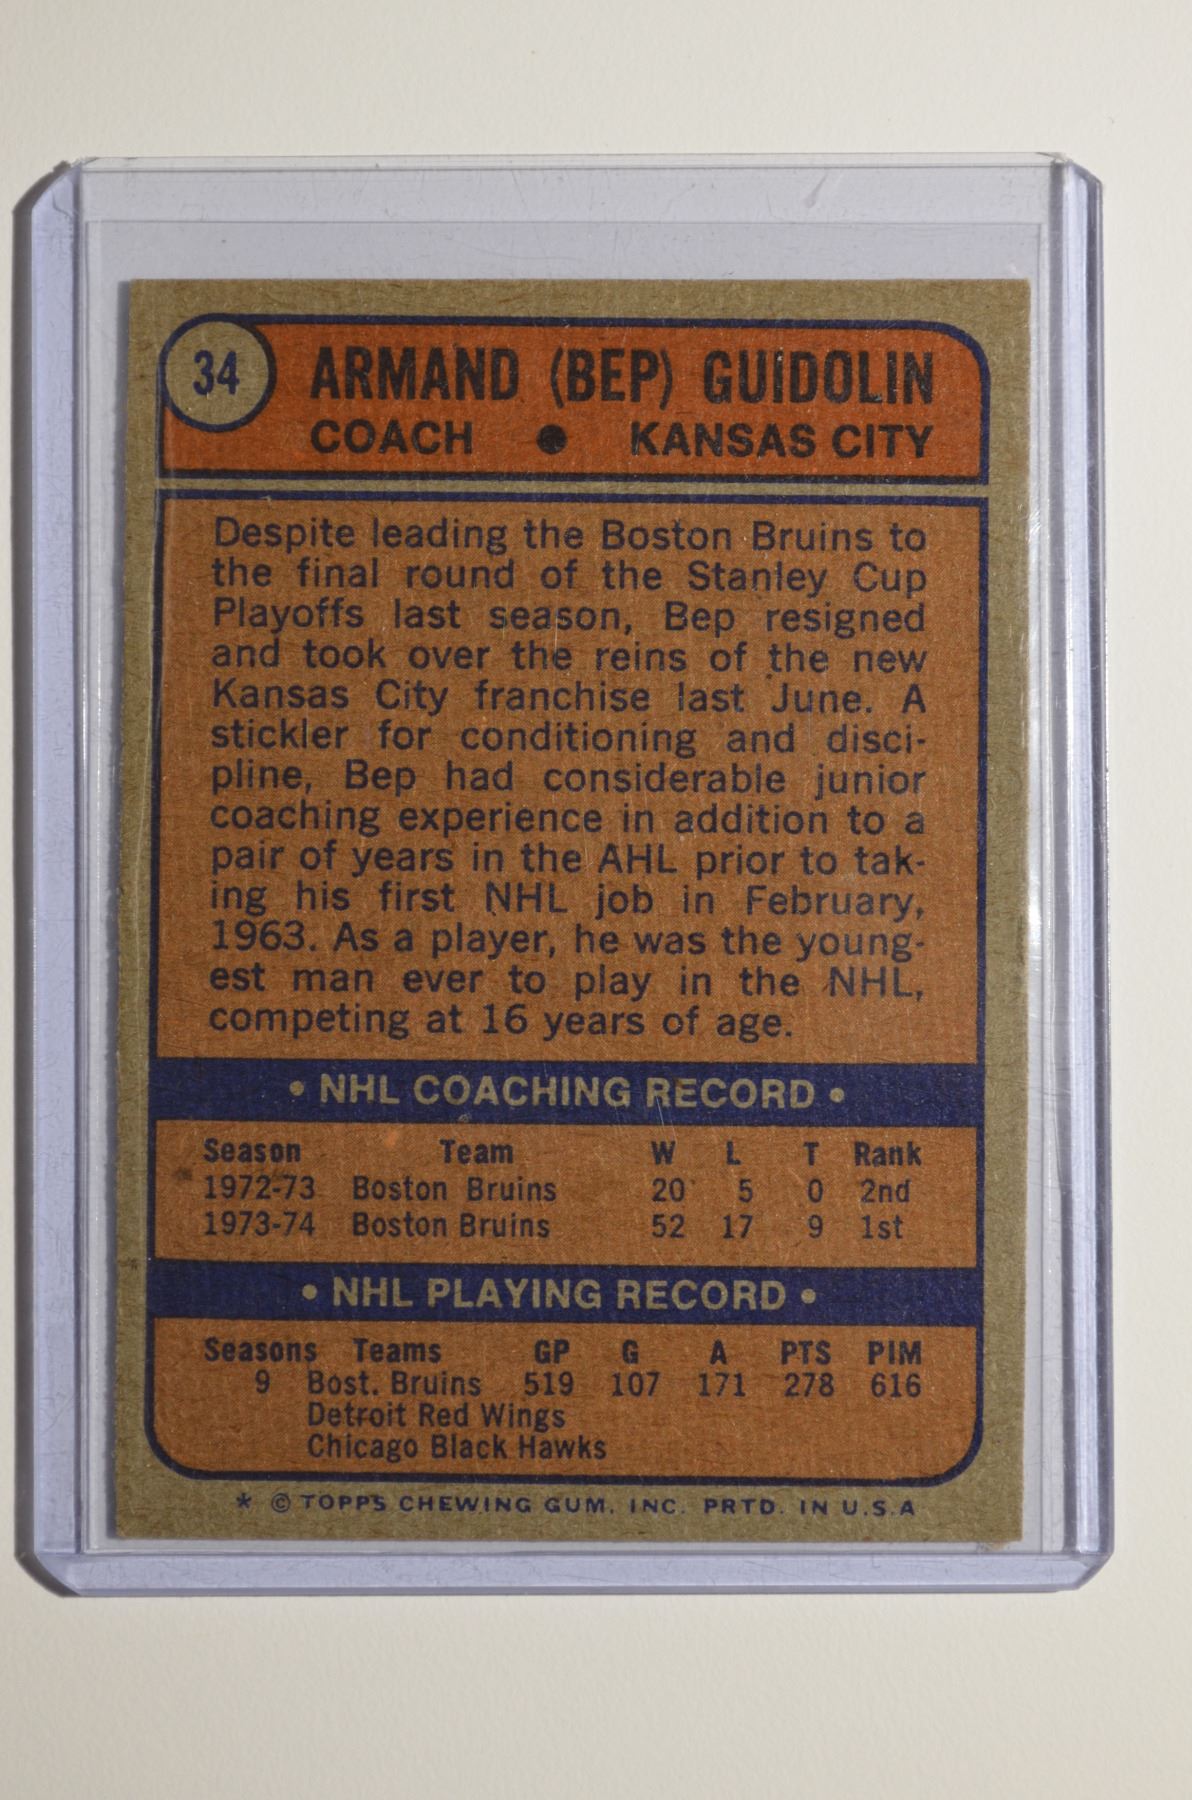 34
ARMAND (BEP) GUIDOLIN
COACH ● KANSAS CITY
Despite leading the Boston Bruins to
the final round of the Stanley Cup
Playoffs last season, Bep resigned
and took over the reins of the new
Kansas City franchise last June. A
stickler for conditioning and disci-
pline, Bep had considerable junior
coaching experience in addition to a
pair of years in the AHL prior to tak-
ing his first NHL job in February,
1963. As a player, he was the young-
est man ever to play in the NHL,
competing at 16 years of age.
• NHL COACHING RECORD •
Season Team W L T Rank
1972-73 Boston Bruins 20 5 0 2nd
1973-74 Boston Bruins 52 17 9 1st
• NHL PLAYING RECORD •
Seasons Teams GP G A PTS PIM
9 Bost. Bruins 519 107 171 278 616
Detroit Red Wings
Chicago Black Hawks
* © TOPPS CHEWING GUM, INC. PRTD. IN U.S.A